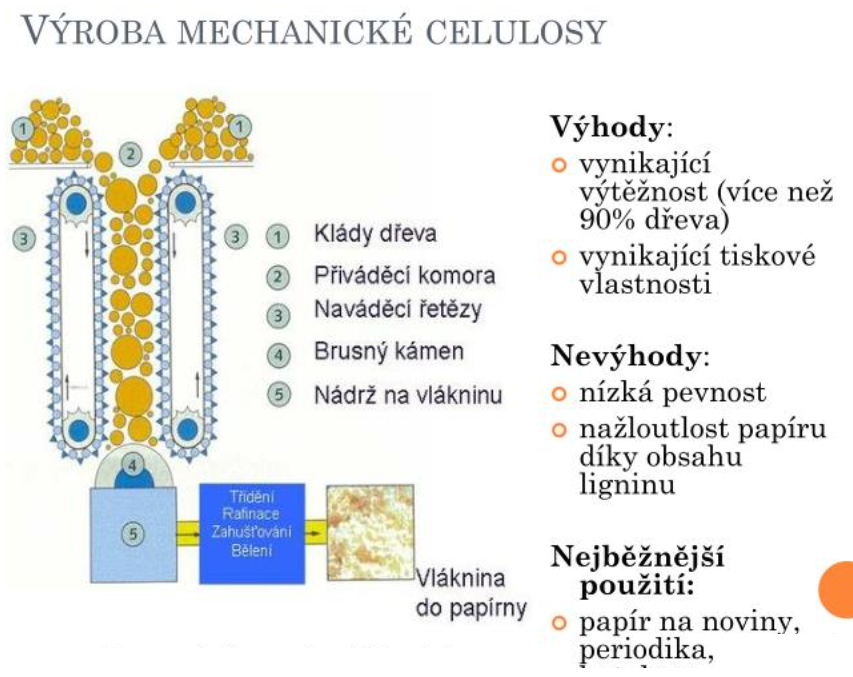 VÝROBA MECHANICKÉ CELULOSY
1
1
2
3
3
1 Klády dřeva
2 Přiváděcí komora
3 Naváděcí řetězy
4 Brusný kámen
5 Nádrž na vlákninu
4
5
Třídění
Rafinace
Zahušťování
Bělení
Vláknina
do papírny
Výhody:
vynikající
výtěžnost (více než
90% dřeva)
vynikající tiskové
vlastnosti
Nevýhody:
nízká pevnost
nažloutlost papíru
díky obsahu
ligninu
Nejběžnější
použití:
papír na noviny,
periodika,